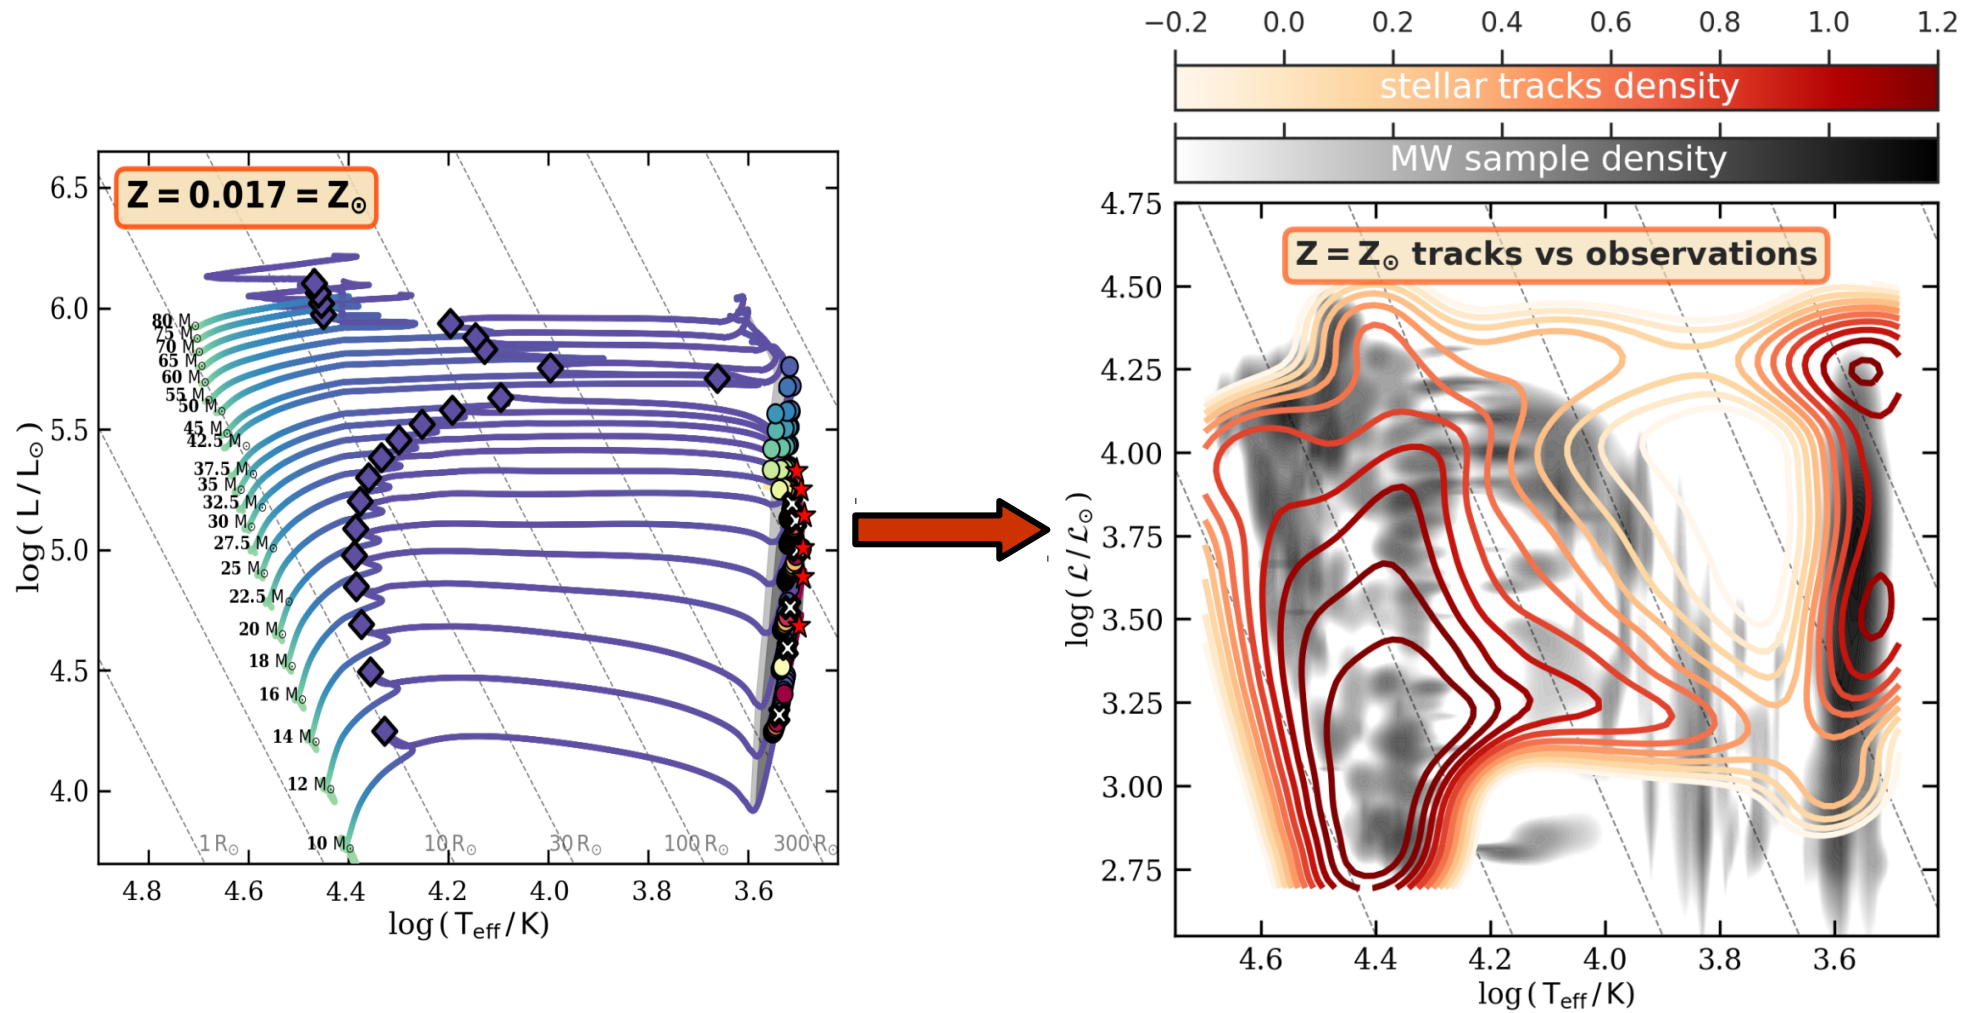 −0.2 0.0 0.2 0.4 0.6 0.8 1.0 1.2
stellar tracks density
MW sample density
Z = 0.017 = Z⊙
6.5
6.0
5.5
5.0
4.5
4.0
log ( L / L⊙ )
80 M⊙
75 M⊙
70 M⊙
65 M⊙
60 M⊙
55 M⊙
50 M⊙
45 M⊙
42.5 M⊙
37.5 M⊙
35 M⊙
32.5 M⊙
30 M⊙
27.5 M⊙
25 M⊙
22.5 M⊙
20 M⊙
18 M⊙
16 M⊙
14 M⊙
12 M⊙
10 M⊙
1 R⊙ 10 R⊙ 30 R⊙ 100 R⊙ 300 R⊙
4.8 4.6 4.4 4.2 4.0 3.8 3.6
log ( Teff / K )
Z = Z⊙ tracks vs observations
4.75
4.50
4.25
4.00
3.75
3.50
3.25
3.00
2.75
log ( ℒ / ℒ⊙ )
4.6 4.4 4.2 4.0 3.8 3.6
log ( Teff / K )